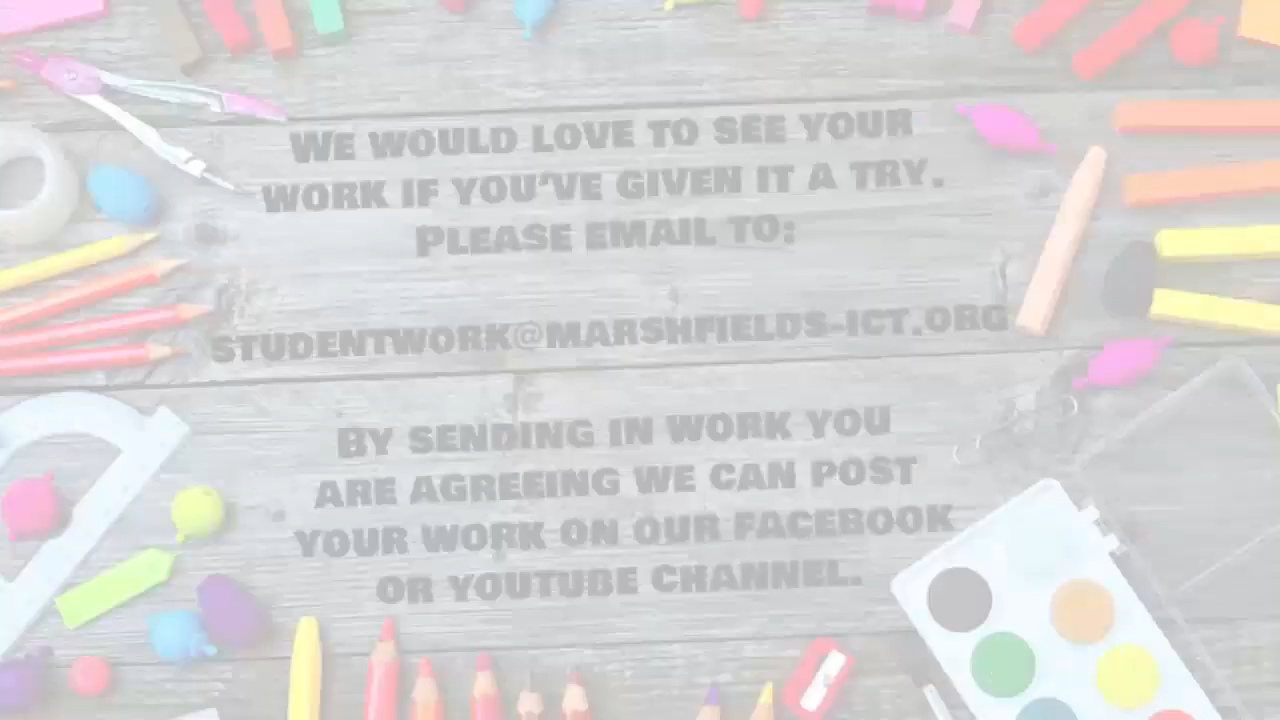 WE WOULD LOVE TO SEE YOUR
WORK IF YOU'VE GIVEN IT A TRY.
PLEASE EMAIL TO:
STUDENTWORK@MARSHFIELDS-ICT.ORG
BY SENDING IN WORK YOU
ARE AGREEING WE CAN POST
YOUR WORK ON OUR FACEBOOK
OR YOUTUBE CHANNEL.